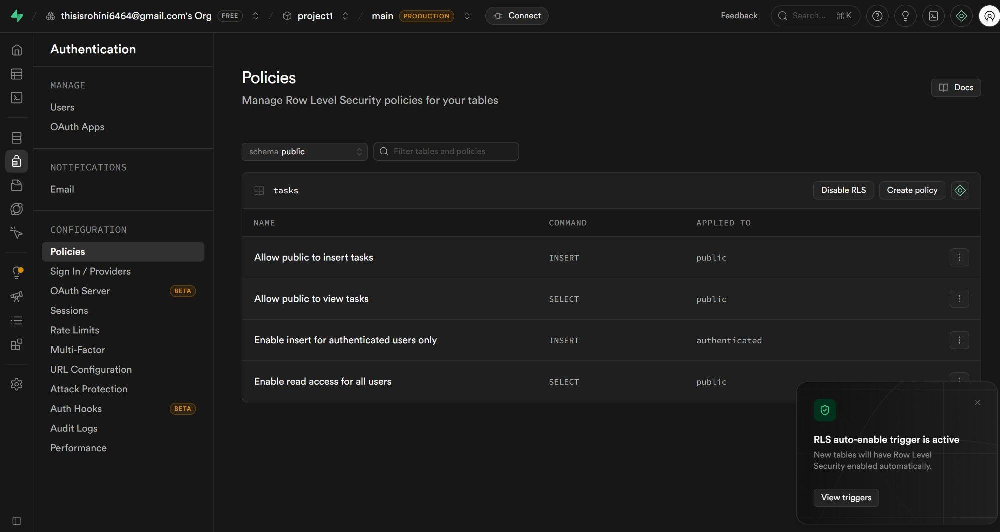 thisisrohini6464@gmail.com's Org FREE project1 main PRODUCTION Connect Feedback Search... ⌘K
Authentication
MANAGE
Users
OAuth Apps
NOTIFICATIONS
Email
CONFIGURATION
Policies
Sign In / Providers
OAuth Server BETA
Sessions
Rate Limits
Multi-Factor
URL Configuration
Attack Protection
Auth Hooks BETA
Audit Logs
Performance
Policies
Manage Row Level Security policies for your tables
Docs
schema public Filter tables and policies
tasks Disable RLS Create policy
NAME COMMAND APPLIED TO
Allow public to insert tasks INSERT public
Allow public to view tasks SELECT public
Enable insert for authenticated users only INSERT authenticated
Enable read access for all users SELECT public
RLS auto-enable trigger is active
New tables will have Row Level
Security enabled automatically.
View triggers